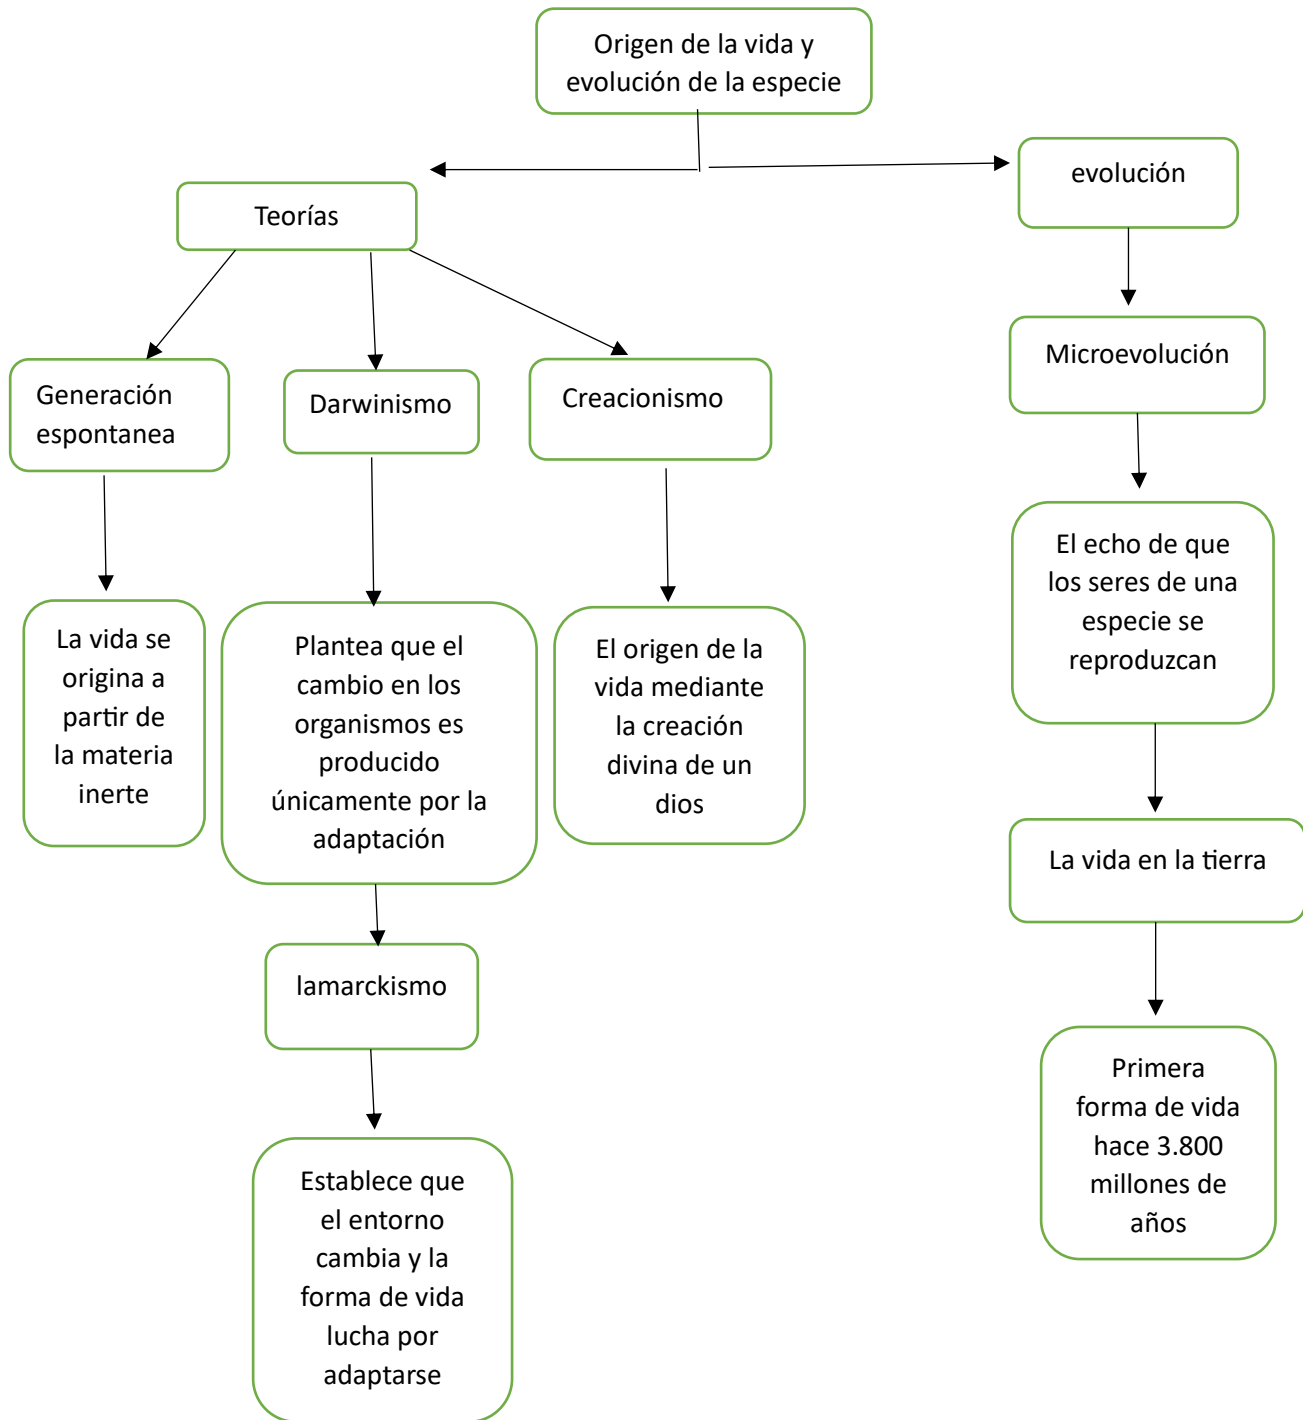 Origen de la vida y
evolución de la especie
evolución
Teorías
Microevolución
Generación
espontanea
Darwinismo
Creacionismo
El echo de que
los seres de una
especie se
reproduzcan
La vida se
origina a
partir de
la materia
inerte
Plantea que el
cambio en los
organismos es
producido
únicamente por la
adaptación
El origen de la
vida mediante
la creación
divina de un
dios
La vida en la tierra
lamarckismo
Primera
forma de vida
hace 3.800
millones de
años
Establece que
el entorno
cambia y la
forma de vida
lucha por
adaptarse